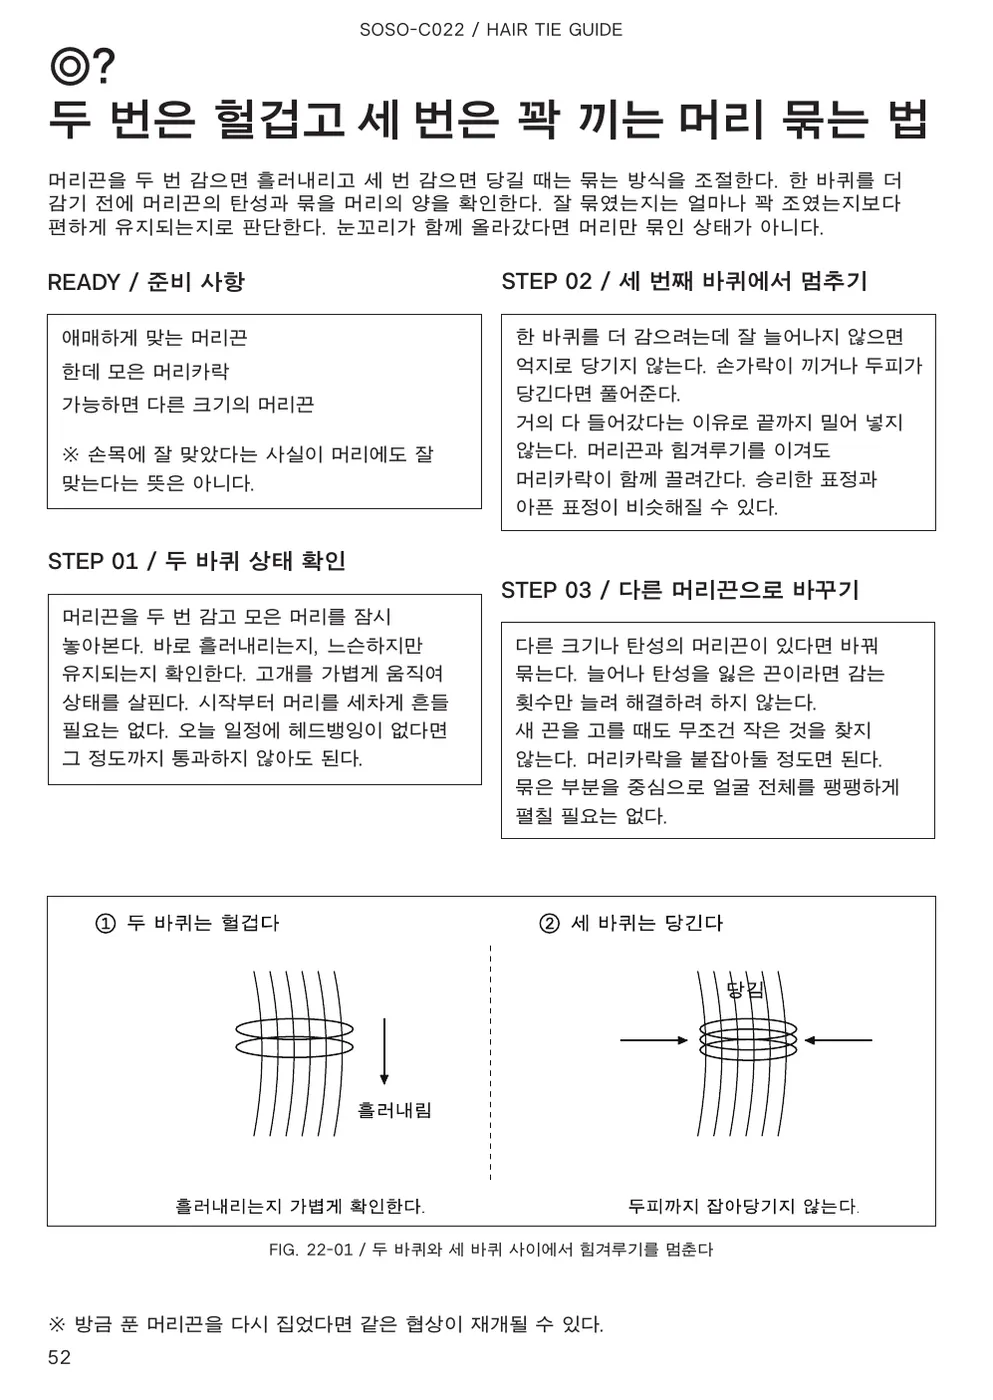 SOSO-C022 / HAIR TIE GUIDE
◎?
두 번은 헐겁고 세 번은 꽉 끼는 머리 묶는 법
머리끈을 두 번 감으면 흘러내리고 세 번 감으면 당길 때는 묶는 방식을 조절한다. 한 바퀴를 더
감기 전에 머리끈의 탄성과 묶을 머리의 양을 확인한다. 잘 묶였는지는 얼마나 꽉 조였는지보다
편하게 유지되는지로 판단한다. 눈꼬리가 함께 올라갔다면 머리만 묶인 상태가 아니다.
READY / 준비 사항
애매하게 맞는 머리끈
한데 모은 머리카락
가능하면 다른 크기의 머리끈
※ 손목에 잘 맞았다는 사실이 머리에도 잘
맞는다는 뜻은 아니다.
STEP 01 / 두 바퀴 상태 확인
머리끈을 두 번 감고 모은 머리를 잠시
놓아본다. 바로 흘러내리는지, 느슨하지만
유지되는지 확인한다. 고개를 가볍게 움직여
상태를 살핀다. 시작부터 머리를 세차게 흔들
필요는 없다. 오늘 일정에 헤드뱅잉이 없다면
그 정도까지 통과하지 않아도 된다.
STEP 02 / 세 번째 바퀴에서 멈추기
한 바퀴를 더 감으려는데 잘 늘어나지 않으면
억지로 당기지 않는다. 손가락이 끼거나 두피가
당긴다면 풀어준다.
거의 다 들어갔다는 이유로 끝까지 밀어 넣지
않는다. 머리끈과 힘겨루기를 이겨도
머리카락이 함께 끌려간다. 승리한 표정과
아픈 표정이 비슷해질 수 있다.
STEP 03 / 다른 머리끈으로 바꾸기
다른 크기나 탄성의 머리끈이 있다면 바꿔
묶는다. 늘어나 탄성을 잃은 끈이라면 감는
횟수만 늘려 해결하려 하지 않는다.
새 끈을 고를 때도 무조건 작은 것을 찾지
않는다. 머리카락을 붙잡아둘 정도면 된다.
묶은 부분을 중심으로 얼굴 전체를 팽팽하게
펼칠 필요는 없다.
① 두 바퀴는 헐겁다
흘러내림
흘러내리는지 가볍게 확인한다.
② 세 바퀴는 당긴다
당김
두피까지 잡아당기지 않는다.
FIG. 22-01 / 두 바퀴와 세 바퀴 사이에서 힘겨루기를 멈춘다
※ 방금 푼 머리끈을 다시 집었다면 같은 협상이 재개될 수 있다.
52